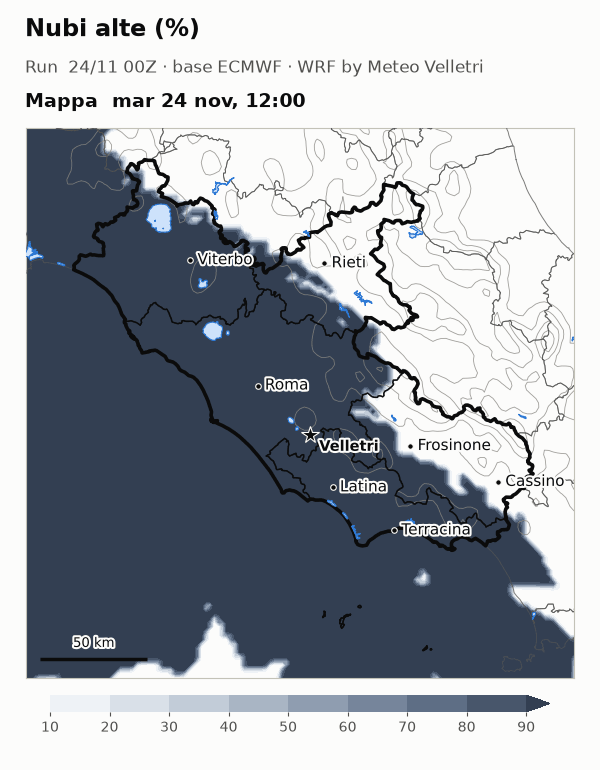 Nubi alte (%)
Run  24/11 00Z · base ECMWF · WRF by Meteo Velletri
Mappa  mar 24 nov, 12:00
Viterbo
Rieti
Roma
Velletri
Frosinone
Latina
Cassino
Terracina
50 km
10 20 30 40 50 60 70 80 90